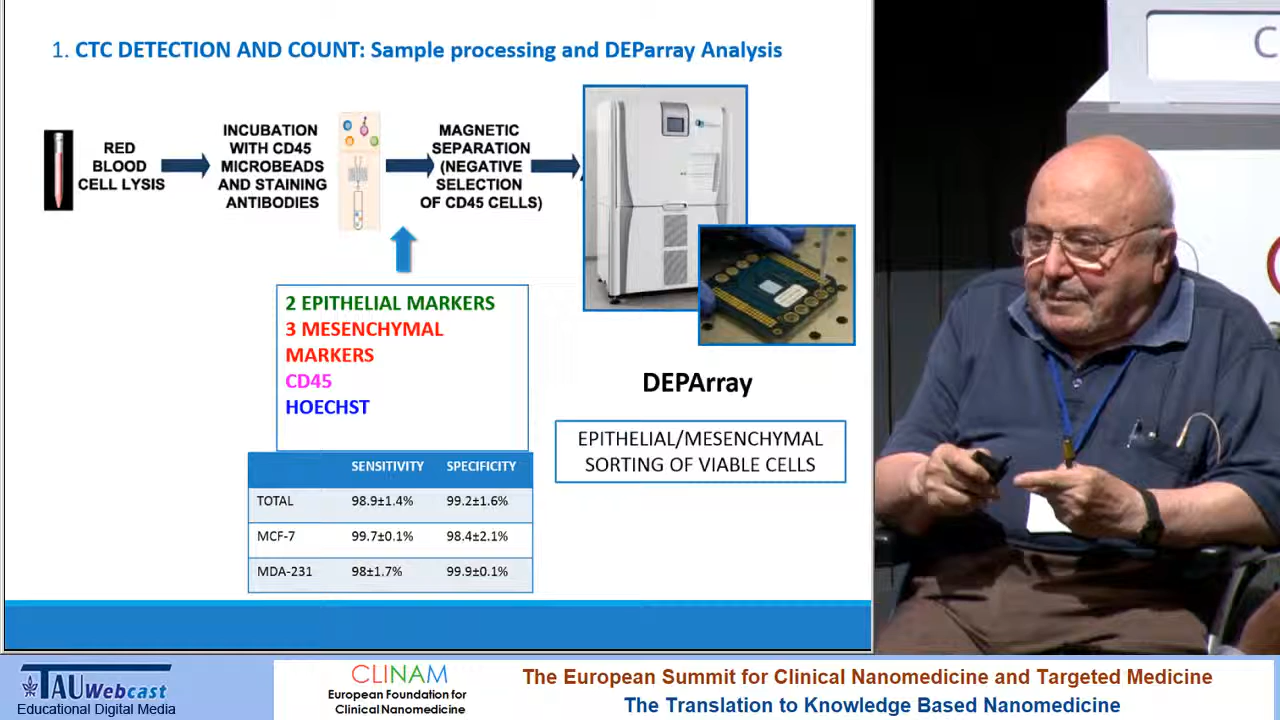 1. CTC DETECTION AND COUNT: Sample processing and DEParray Analysis
RED
BLOOD
CELL LYSIS
INCUBATION
WITH CD45
MICROBEADS
AND STAINING
ANTIBODIES
MAGNETIC
SEPARATION
(NEGATIVE
SELECTION
OF CD45 CELLS)
2 EPITHELIAL MARKERS
3 MESENCHYMAL
MARKERS
CD45
HOECHST
DEPArray
EPITHELIAL/MESENCHYMAL
SORTING OF VIABLE CELLS
SENSITIVITY SPECIFICITY
TOTAL 98.9±1.4% 99.2±1.6%
MCF-7 99.7±0.1% 98.4±2.1%
MDA-231 98±1.7% 99.9±0.1%
C
TAU Webcast
Educational Digital Media
CLINAM
European Foundation for
Clinical Nanomedicine
The European Summit for Clinical Nanomedicine and Targeted Medicine
The Translation to Knowledge Based Nanomedicine